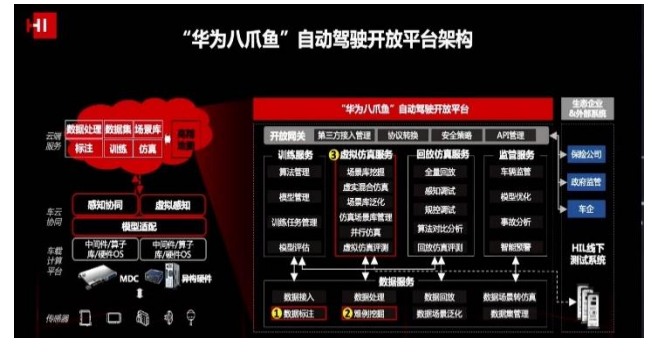 HI
“华为八爪鱼”自动驾驶开放平台架构
云端服务
数据处理 数据集 场景库
标注 训练 仿真
车云协同
感知协同 虚拟感知
模型适配
车载计算平台
中间件/算子库/硬件OS
中间件/算子库/硬件OS
MDC
异构硬件
传感器
“华为八爪鱼”自动驾驶开放平台
开放网关 第三方接入管理 协议转换 安全策略 API管理
训练服务
算法管理
模型管理
训练任务管理
模型评估
3 虚拟仿真服务
场景库挖掘
虚实混合仿真
场景库泛化
仿真场景库管理
并行仿真
虚拟仿真评测
回放仿真服务
全量回放
感知调试
规控调试
算法对比分析
回放仿真评测
监管服务
车辆监管
模型优化
事故分析
智能预警
数据服务
数据接入 数据处理 数据回放 数据场景转仿真
1 数据标注 2 难例挖掘 数据场景泛化 数据集管理
生态企业
&外部系统
保险公司
政府监管
车企
HIL线下
测试系统